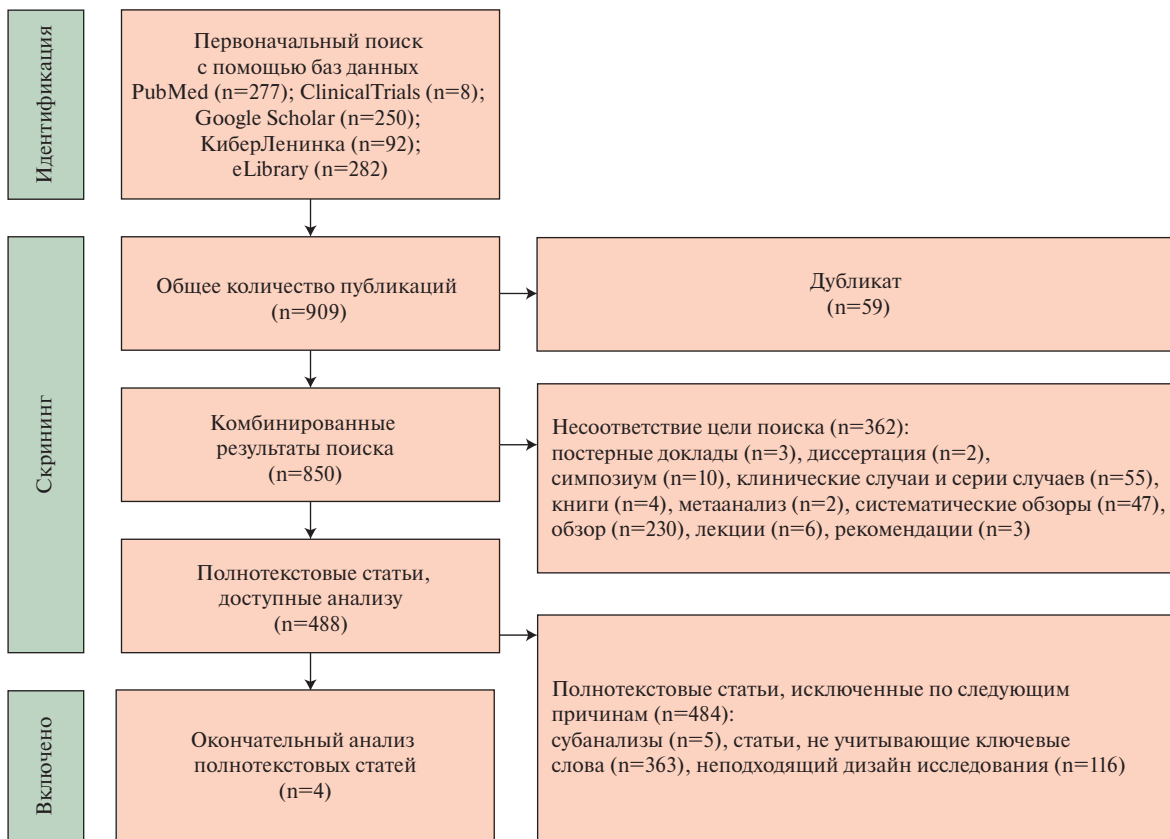 Идентификация
Первоначальный поиск
с помощью баз данных
PubMed (n=277); ClinicalTrials (n=8);
Google Scholar (n=250);
КиберЛенинка (n=92);
eLibrary (n=282)
Скрининг
Общее количество публикаций
(n=909)
Дубликат
(n=59)
Комбинированные
результаты поиска
(n=850)
Несоответствие цели поиска (n=362):
постерные доклады (n=3), диссертация (n=2),
симпозиум (n=10), клинические случаи и серии случаев (n=55),
книги (n=4), метаанализ (n=2), систематические обзоры (n=47),
обзор (n=230), лекции (n=6), рекомендации (n=3)
Полнотекстовые статьи,
доступные анализу
(n=488)
Полнотекстовые статьи, исключенные по следующим
причинам (n=484):
субанализы (n=5), статьи, не учитывающие ключевые
слова (n=363), неподходящий дизайн исследования (n=116)
Включено
Окончательный анализ
полнотекстовых статей
(n=4)